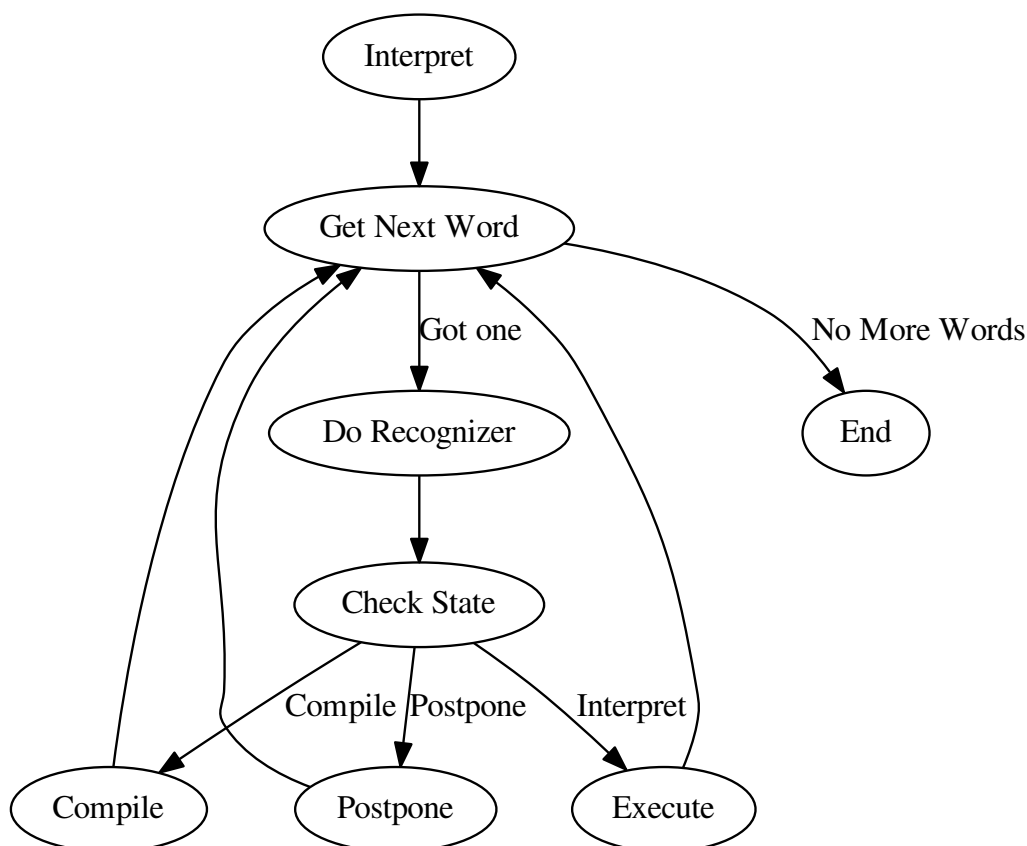 Interpret
Get Next Word
Got one
No More Words
Do Recognizer
End
Check State
Compile
Postpone
Interpret
Compile
Postpone
Execute